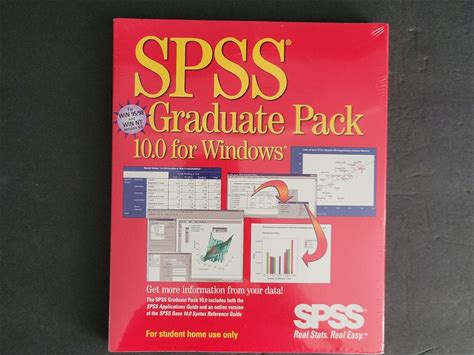 SPSS®
For
WIN 95/98
and
WIN NT
Graduate Pack
10.0 for Windows®
Get more information from your data!
The SPSS Graduate Pack 10.0 includes both the
SPSS Applications Guide and an online version
of the SPSS Base 10.0 Syntax Reference Guide
For student home use only
SPSS
Real Stats. Real Easy.™